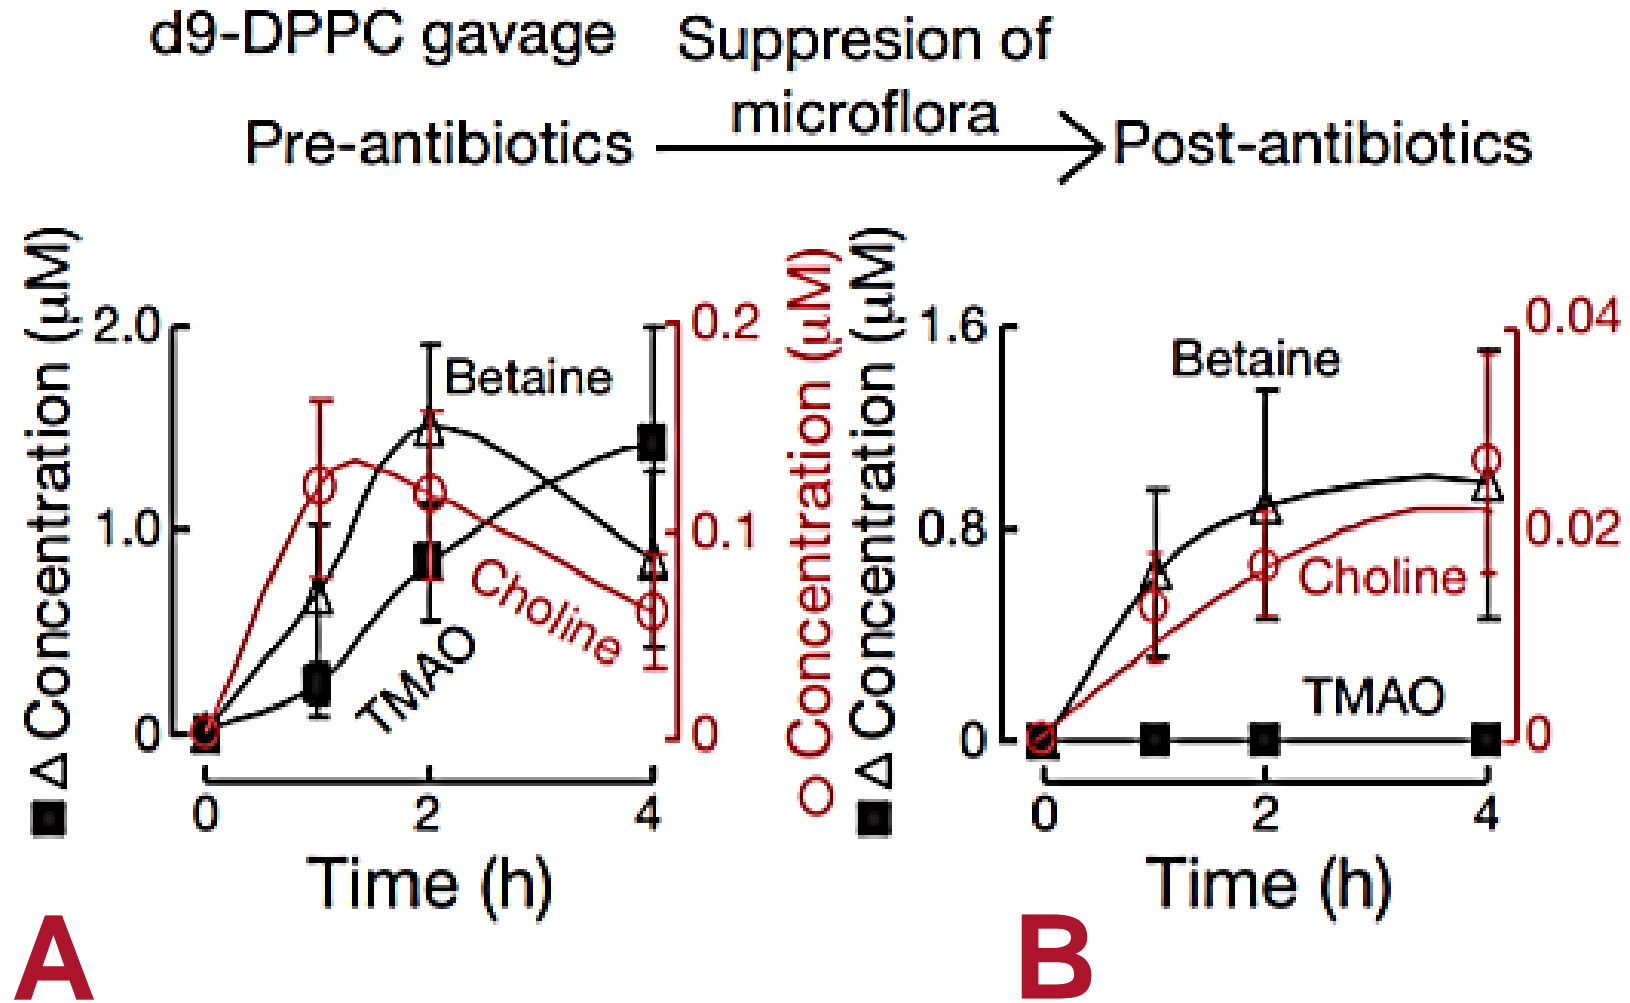 d9-DPPC gavage
Suppresion of
microflora
Pre-antibiotics
Post-antibiotics
■ Δ Concentration (μM)
2.0
1.0
0
Betaine
Choline
TMAO
0.2
0.1
0
○ Concentration (μM)
0
2
4
Time (h)
A
■ Δ Concentration (μM)
1.6
0.8
0
Betaine
Choline
TMAO
0.04
0.02
0
0
2
4
Time (h)
B